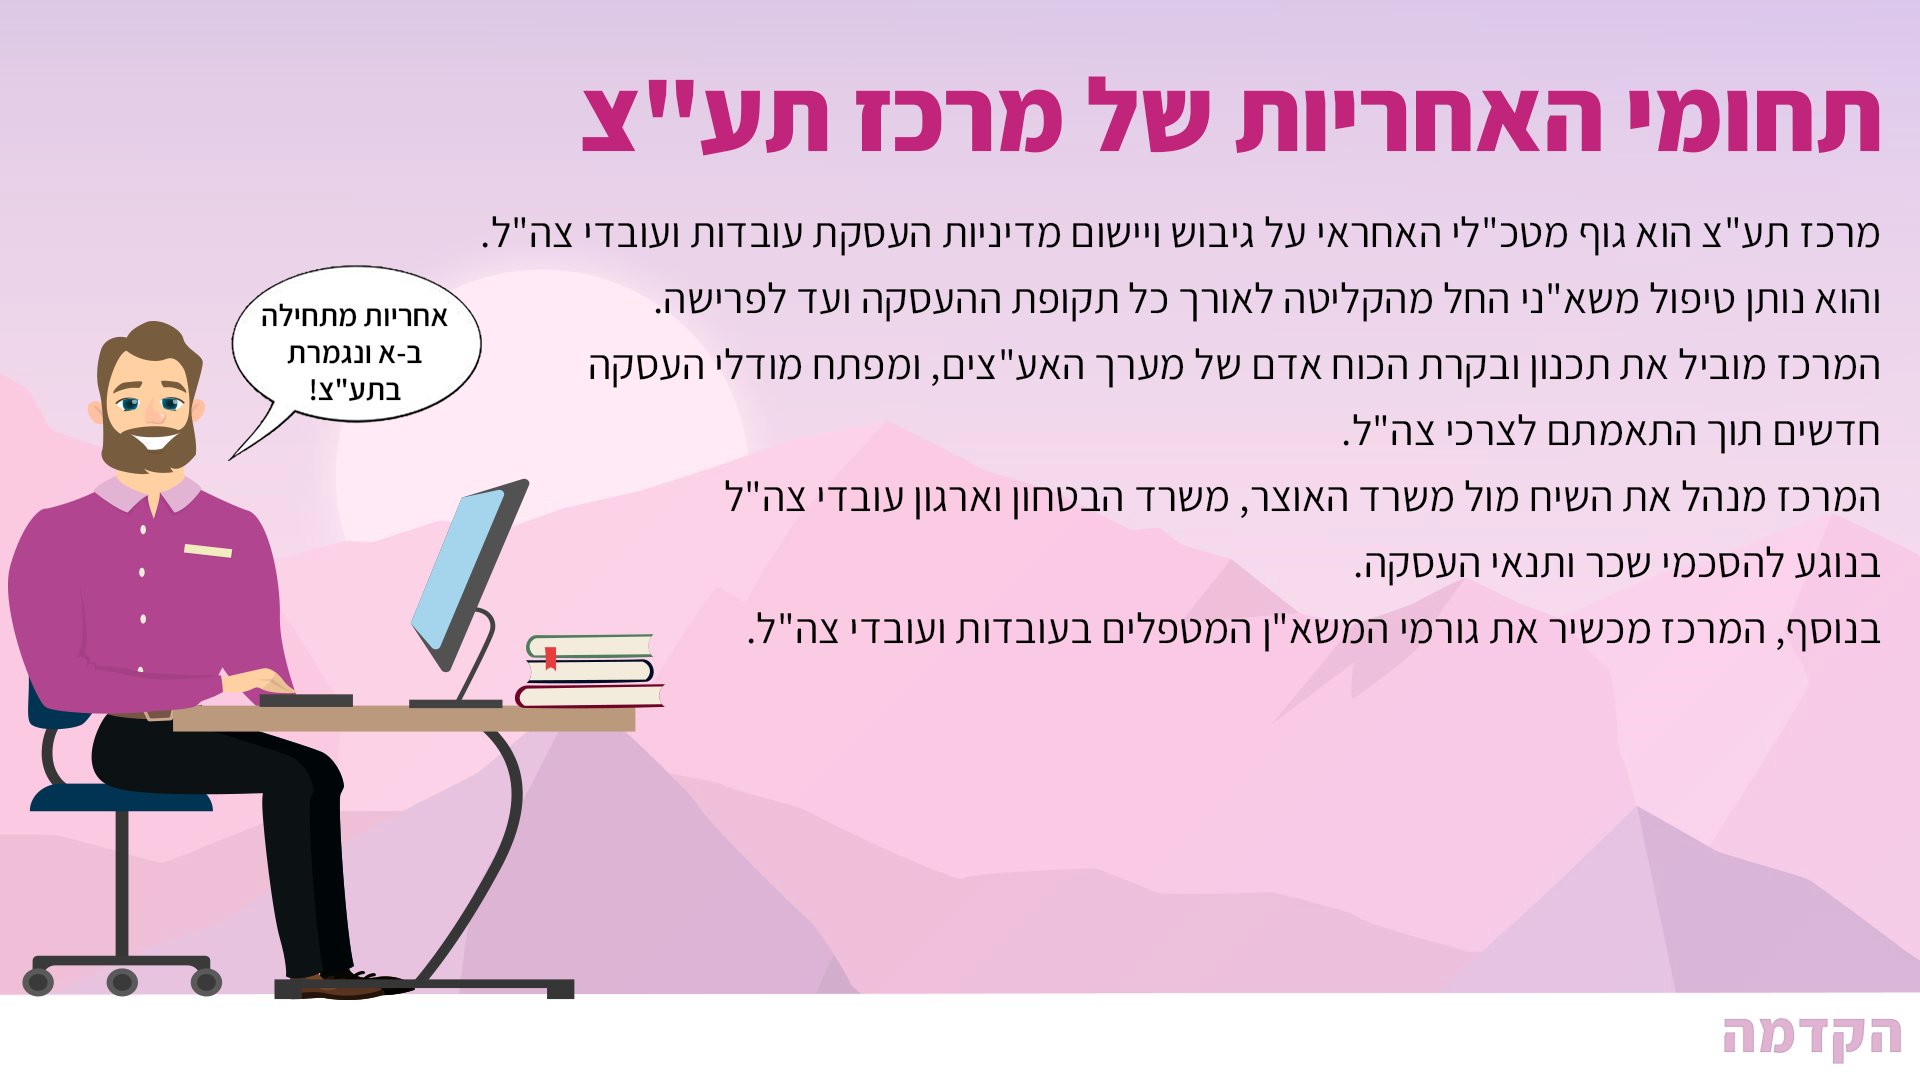 תחומי האחריות של מרכז תע"צ
מרכז תע"צ הוא גוף מטכ"לי האחראי על גיבוש ויישום מדיניות העסקת עובדות ועובדי צה"ל.
והוא נותן טיפול משא"ני החל מהקליטה לאורך כל תקופת ההעסקה ועד לפרישה.
המרכז מוביל את תכנון ובקרת הכוח אדם של מערך האע"צים, ומפתח מודלי העסקה
חדשים תוך התאמתם לצרכי צה"ל.
המרכז מנהל את השיח מול משרד האוצר, משרד הבטחון וארגון עובדי צה"ל
בנוגע להסכמי שכר ותנאי העסקה.
בנוסף, המרכז מכשיר את גורמי המשא"ן המטפלים בעובדות ועובדי צה"ל.
אחריות מתחילה
ב-א ונגמרת
בתע"צ!
הקדמה